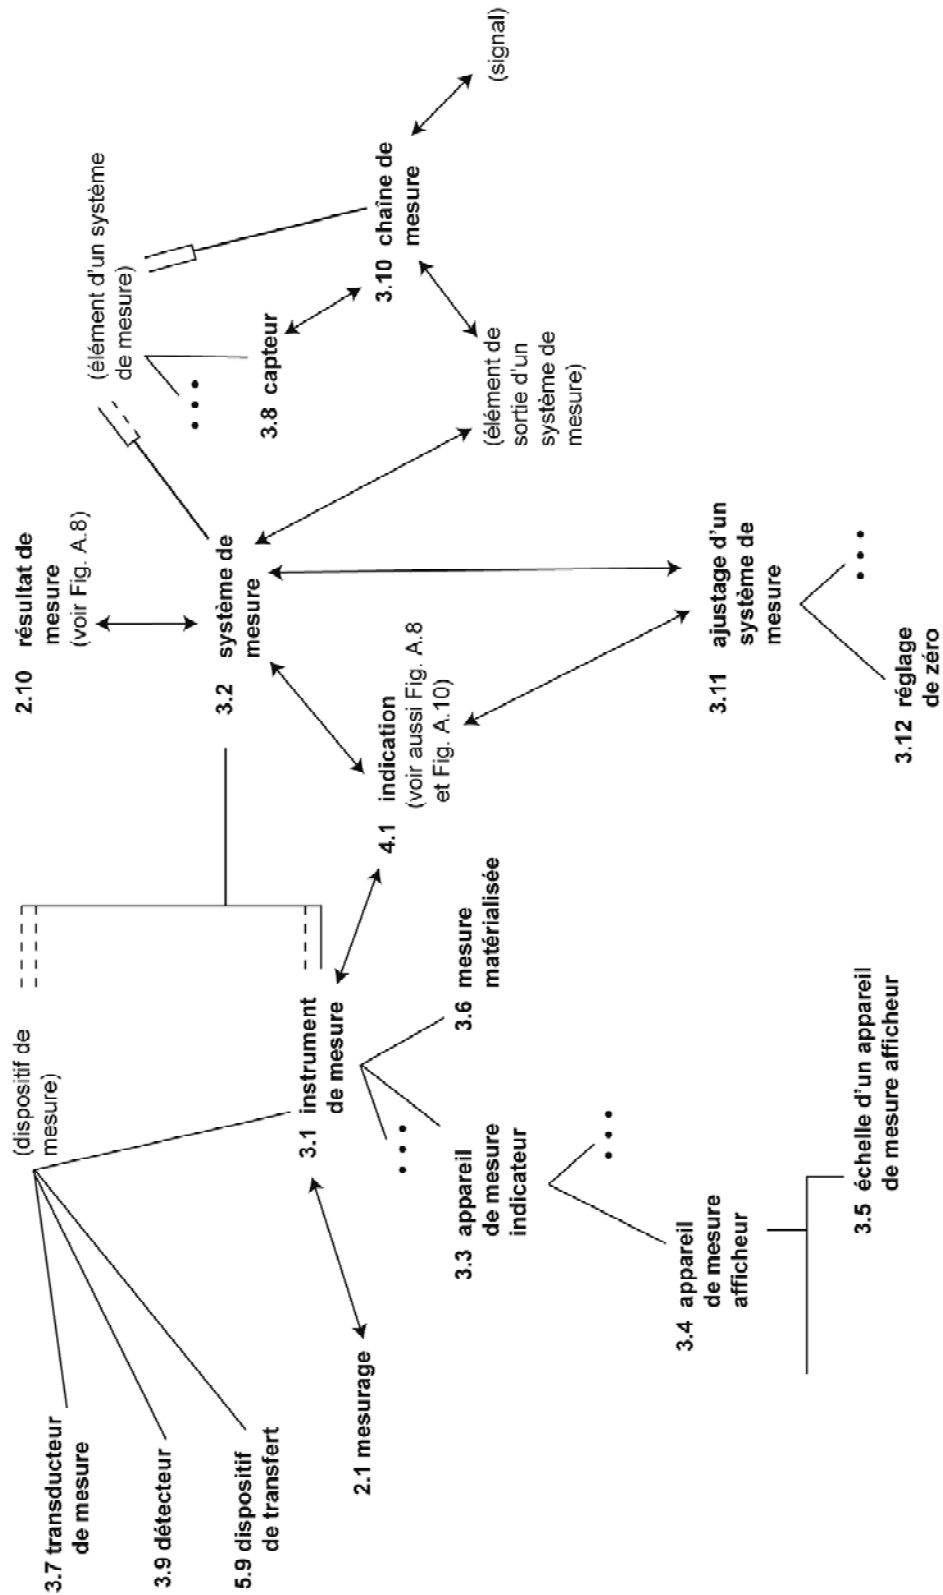 2.10 résultat de
mesure
(voir Fig. A.8)
(élément d'un système
de mesure)
(dispositif de
mesure)
3.7 transducteur
de mesure
3.9 détecteur
5.9 dispositif
de transfert
3.2 système de
mesure
3.8 capteur
• • •
3.1 instrument
de mesure
2.1 mesurage
4.1 indication
(voir aussi Fig. A.8
et Fig. A.10)
3.10 chaîne de
mesure
(signal)
(élément de
sortie d'un
système de
mesure)
• • •
3.3 appareil
de mesure
indicateur
3.6 mesure
matérialisée
• • •
3.4 appareil
de mesure
afficheur
3.5 échelle d'un appareil
de mesure afficheur
3.11 ajustage d'un
système de
mesure
• • •
3.12 réglage
de zéro